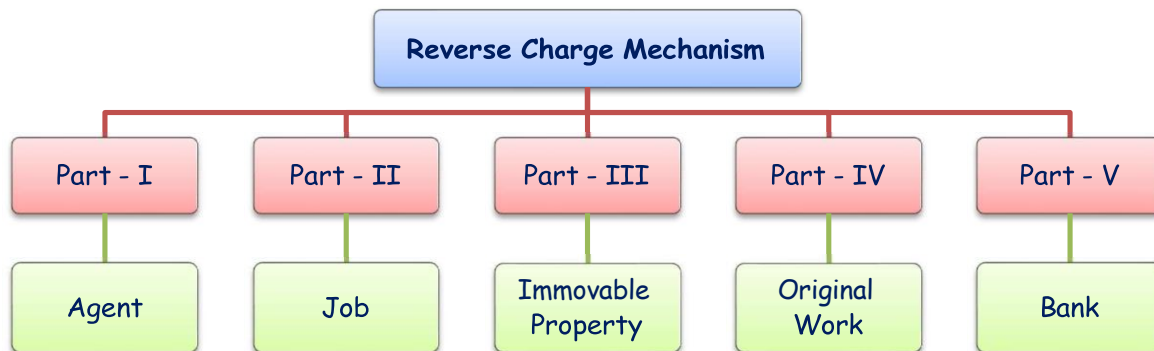 Reverse Charge Mechanism
Part - I
Part - II
Part - III
Part - IV
Part - V
Agent
Job
Immovable
Property
Original
Work
Bank